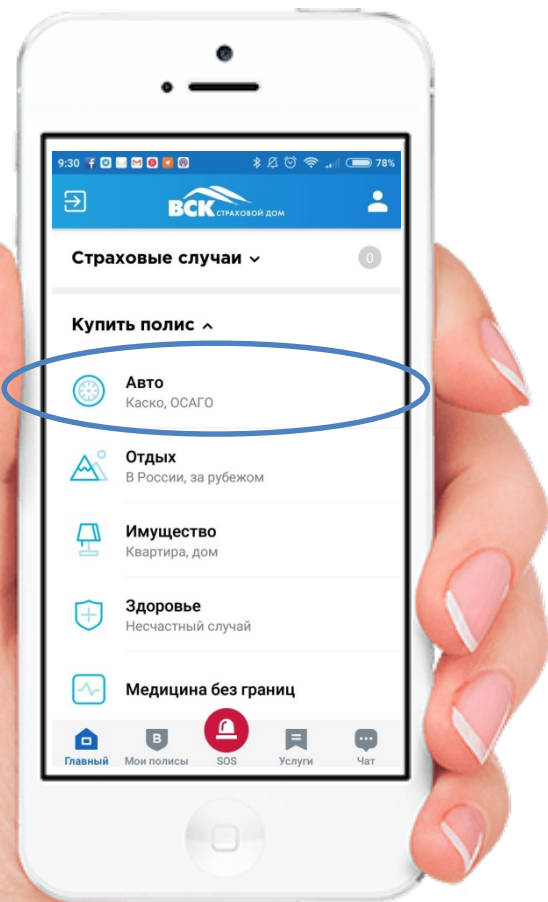 9:30
78%
ВСК СТРАХОВОЙ ДОМ
Страховые случаи
0
Купить полис
Авто
Каско, ОСАГО
Отдых
В России, за рубежом
Имущество
Квартира, дом
Здоровье
Несчастный случай
Медицина без границ
В
Главный Мои полисы SOS Услуги Чат